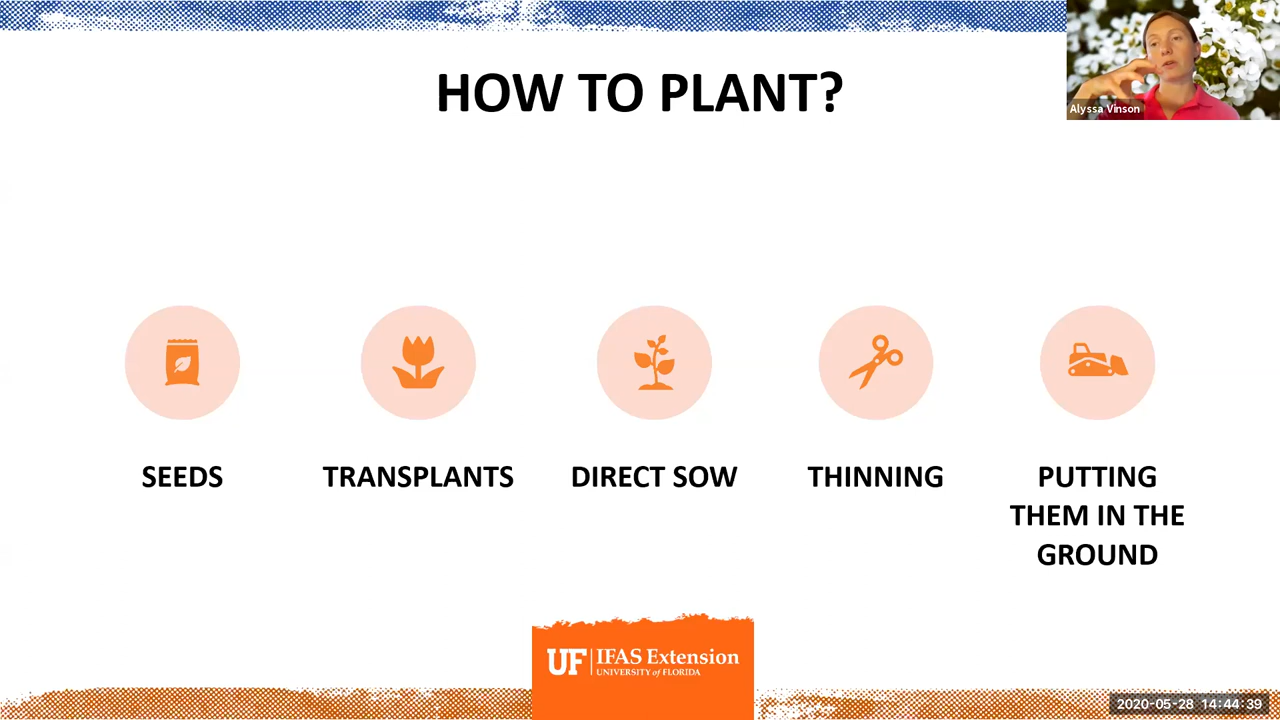 HOW TO PLANT?
Alyssa Vinson
SEEDS
TRANSPLANTS
DIRECT SOW
THINNING
PUTTING
THEM IN THE
GROUND
UF IFAS Extension
UNIVERSITY of FLORIDA
2020-05-28 14:44:39